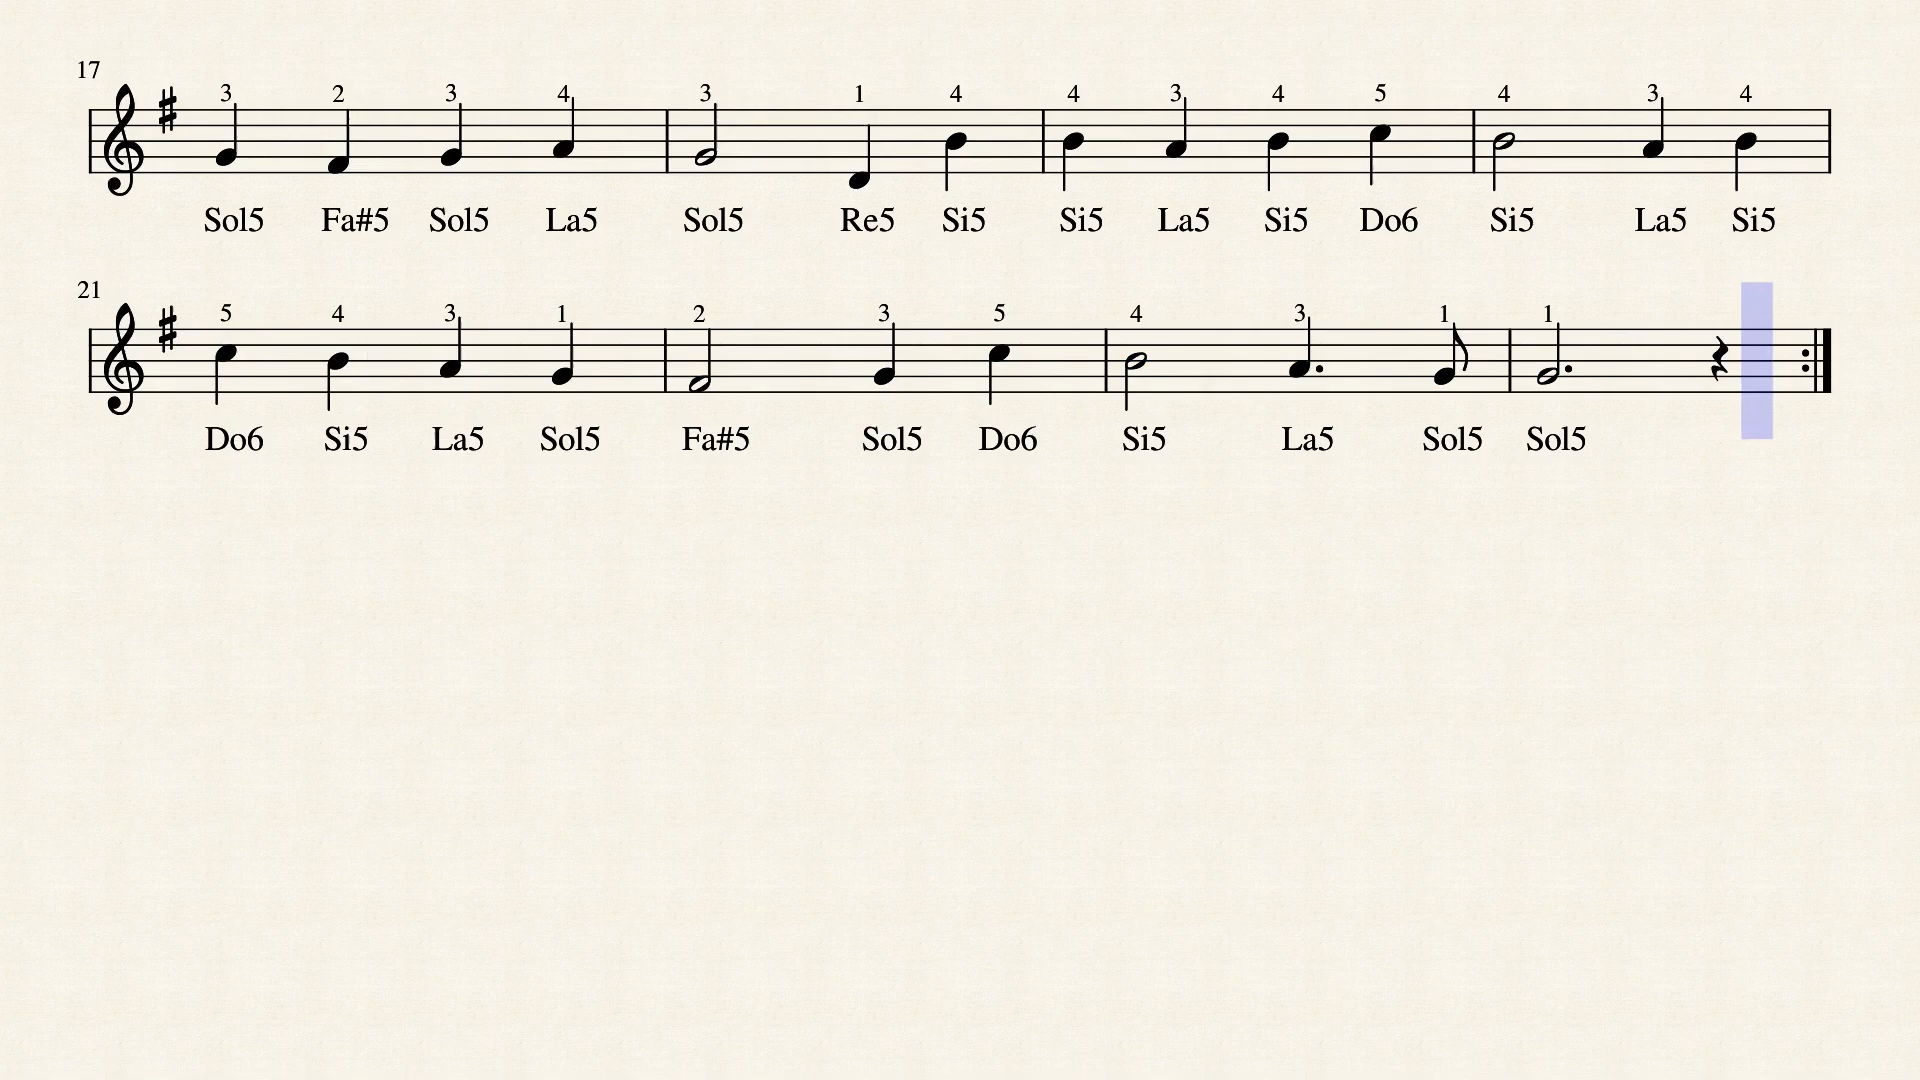 17
3 2 3 4 3 1 4 4 3 4 5 4 3 4
Sol5 Fa#5 Sol5 La5 Sol5 Re5 Si5 Si5 La5 Si5 Do6 Si5 La5 Si5
21
5 4 3 1 2 3 5 4 3 1 1
Do6 Si5 La5 Sol5 Fa#5 Sol5 Do6 Si5 La5 Sol5 Sol5